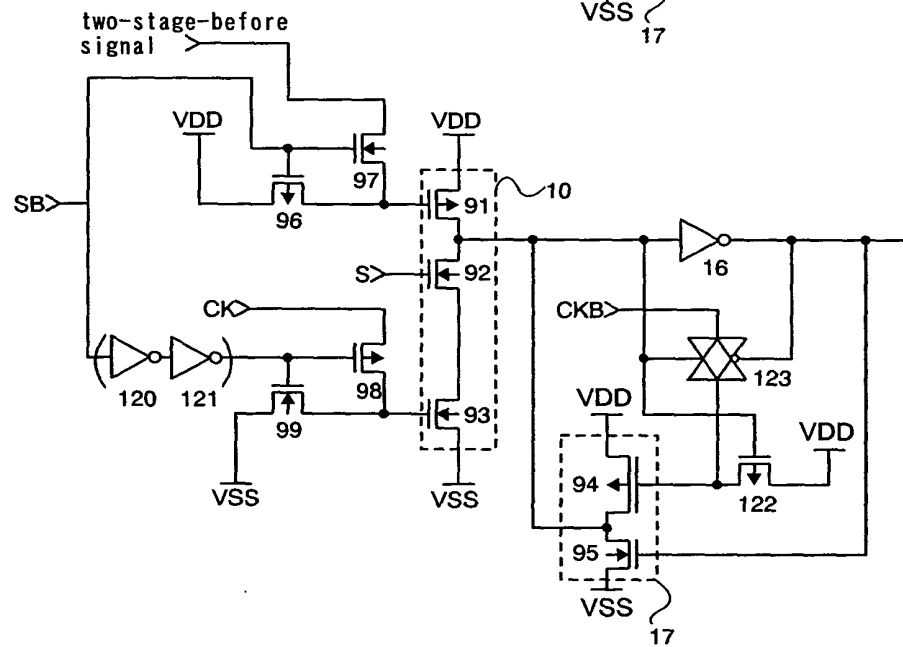 VSS
17
two-stage-before
signal
VDD
VDD
97
10
SB
96
91
S
92
16
CK
CKB
98
123
120
121
99
93
VDD
VDD
94
122
VSS
VSS
95
VSS
17